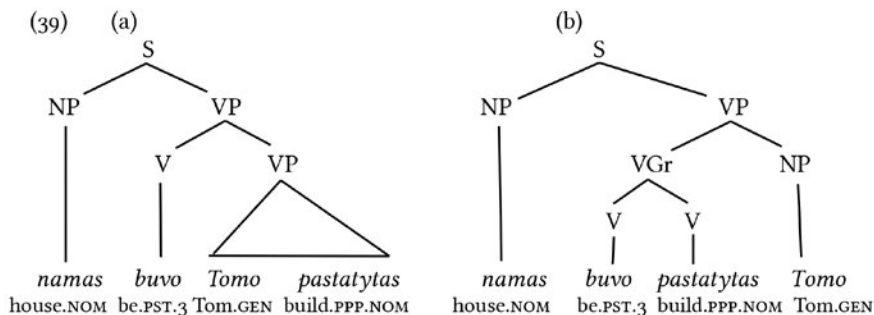 (39) (a) (b)
S S
NP VP NP VP
V VP VGr NP
V V
namas buvo Tomo pastatytas namas buvo pastatytas Tomo
house.NOM be.PST.3 Tom.GEN build.PPP.NOM house.NOM be.PST.3 build.PPP.NOM Tom.GEN